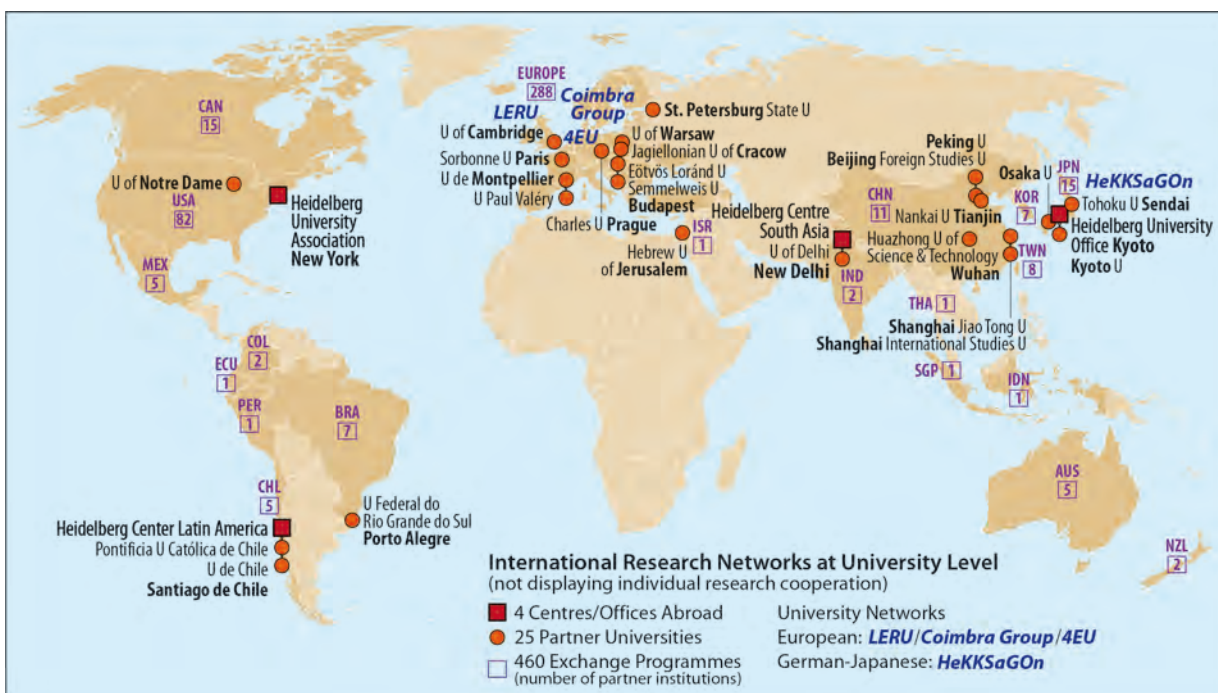 EUROPE
288
LERU
Coimbra
Group
4EU
CAN
15
U of Notre Dame
USA
82
Heidelberg
University
Association
New York
MEX
5
COL
2
ECU
1
PER
1
BRA
7
CHL
5
Heidelberg Center Latin America
Pontificia U Católica de Chile
U de Chile
Santiago de Chile
U Federal do
Rio Grande do Sul
Porto Alegre
U of Cambridge
Sorbonne U Paris
U de Montpellier
U Paul Valéry
Charles U Prague
St. Petersburg State U
U of Warsaw
Jagiellonian U of Cracow
Eötvös Loránd U
Semmelweis U
Budapest
Hebrew U
of Jerusalem
ISR
1
Heidelberg Centre
South Asia
U of Delhi
New Delhi
IND
2
CHN
11
Peking U
Beijing Foreign Studies U
Nankai U Tianjin
Huazhong U of
Science & Technology
Wuhan
Shanghai Jiao Tong U
Shanghai International Studies U
Osaka U
KOR
7
JPN
15
HeKKSaGOn
Tohoku U Sendai
Heidelberg University
Office Kyoto
Kyoto U
TWN
8
THA 1
SGP 1
IDN
1
AUS
5
NZL
2
International Research Networks at University Level
(not displaying individual research cooperation)
4 Centres/Offices Abroad
25 Partner Universities
460 Exchange Programmes
(number of partner institutions)
University Networks
European: LERU/Coimbra Group/4EU
German-Japanese: HeKKSaGOn